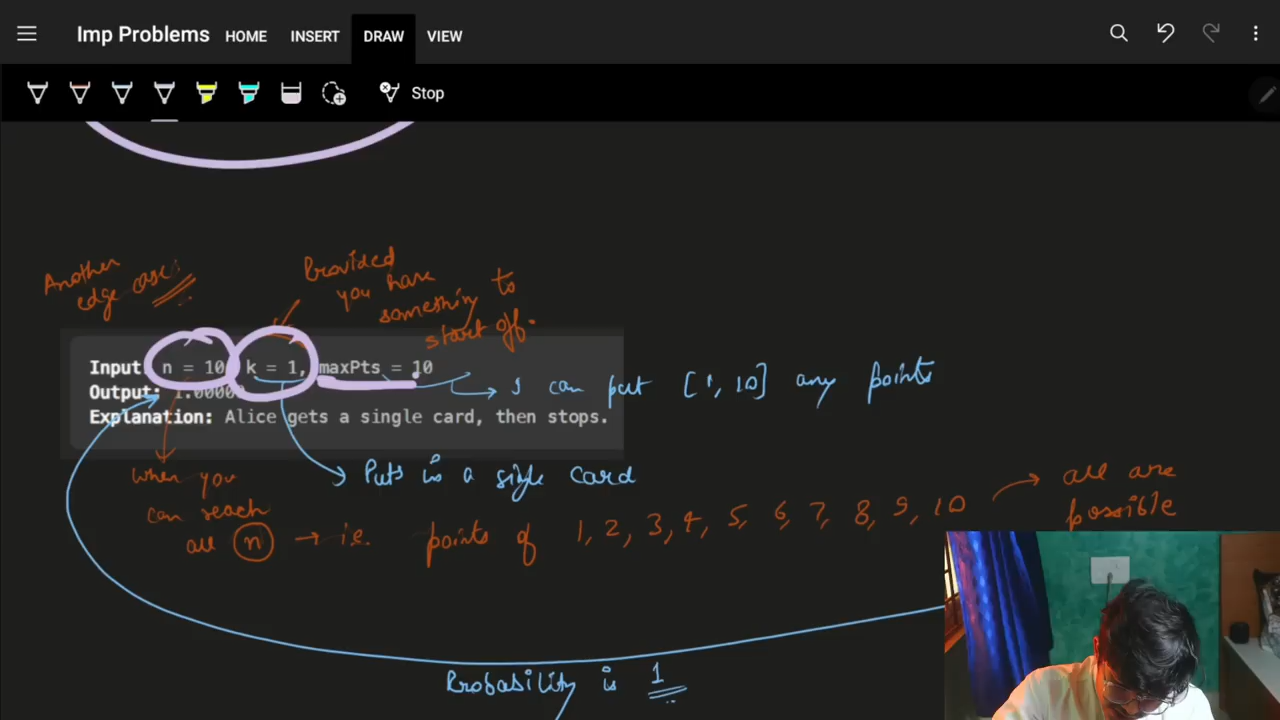 Imp Problems HOME INSERT DRAW VIEW
Stop
Another edge case
Provided you have something to start off.
Input: n = 10, k = 1, maxPts = 10
Output: 1.00000
Explanation: Alice gets a single card, then stops.
I can put [1, 10] any points
Puts in a single card
When you can reach all n → i.e. points of 1, 2, 3, 4, 5, 6, 7, 8, 9, 10
all are possible
Probability is 1